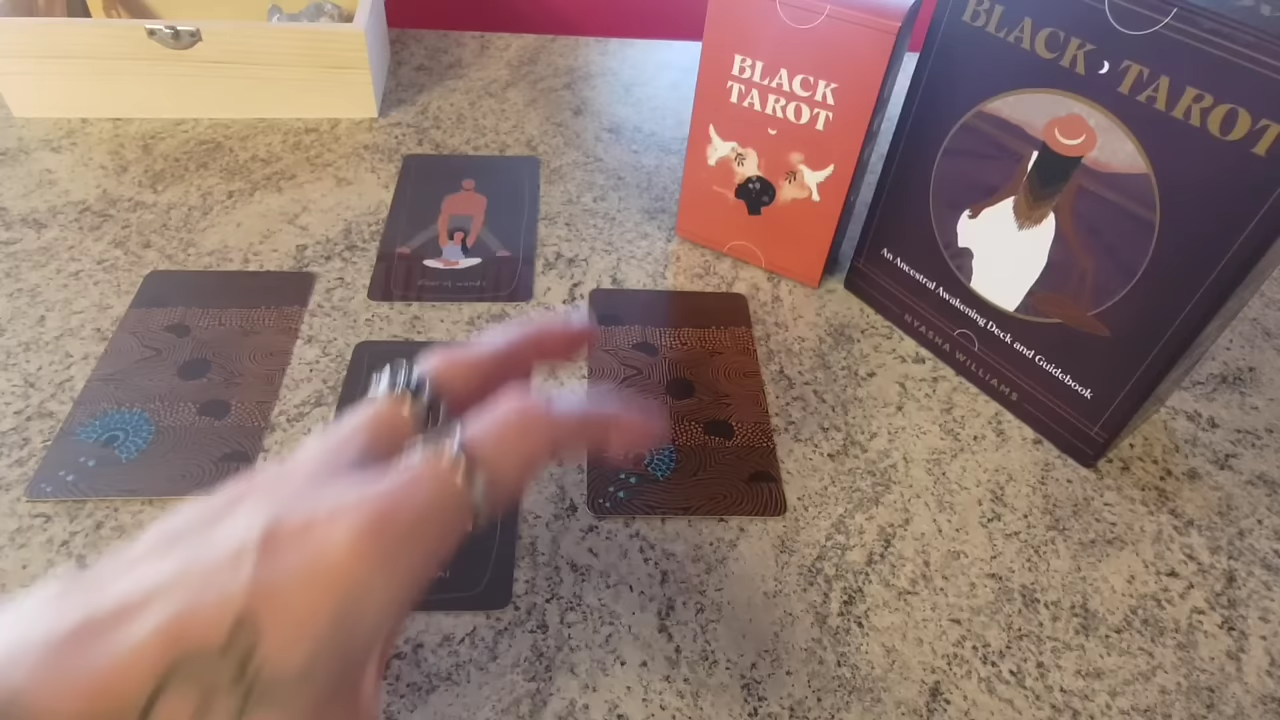 BLACK
TAROT
BLACK TAROT
An Ancestral Awakening Deck and Guidebook
NYASHA WILLIAMS